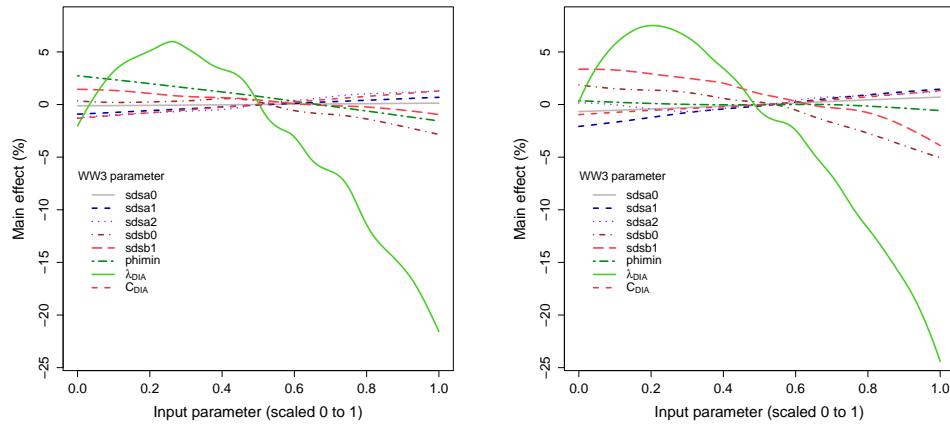 Main effect (%)
5
0
−5
−10
−15
−20
−25
WW3 parameter
sdsa0
sdsa1
sdsa2
sdsb0
sdsb1
phimin
λDIA
CDIA
0.0 0.2 0.4 0.6 0.8 1.0
Input parameter (scaled 0 to 1)
Main effect (%)
5
0
−5
−10
−15
−20
−25
WW3 parameter
sdsa0
sdsa1
sdsa2
sdsb0
sdsb1
phimin
λDIA
CDIA
0.0 0.2 0.4 0.6 0.8 1.0
Input parameter (scaled 0 to 1)